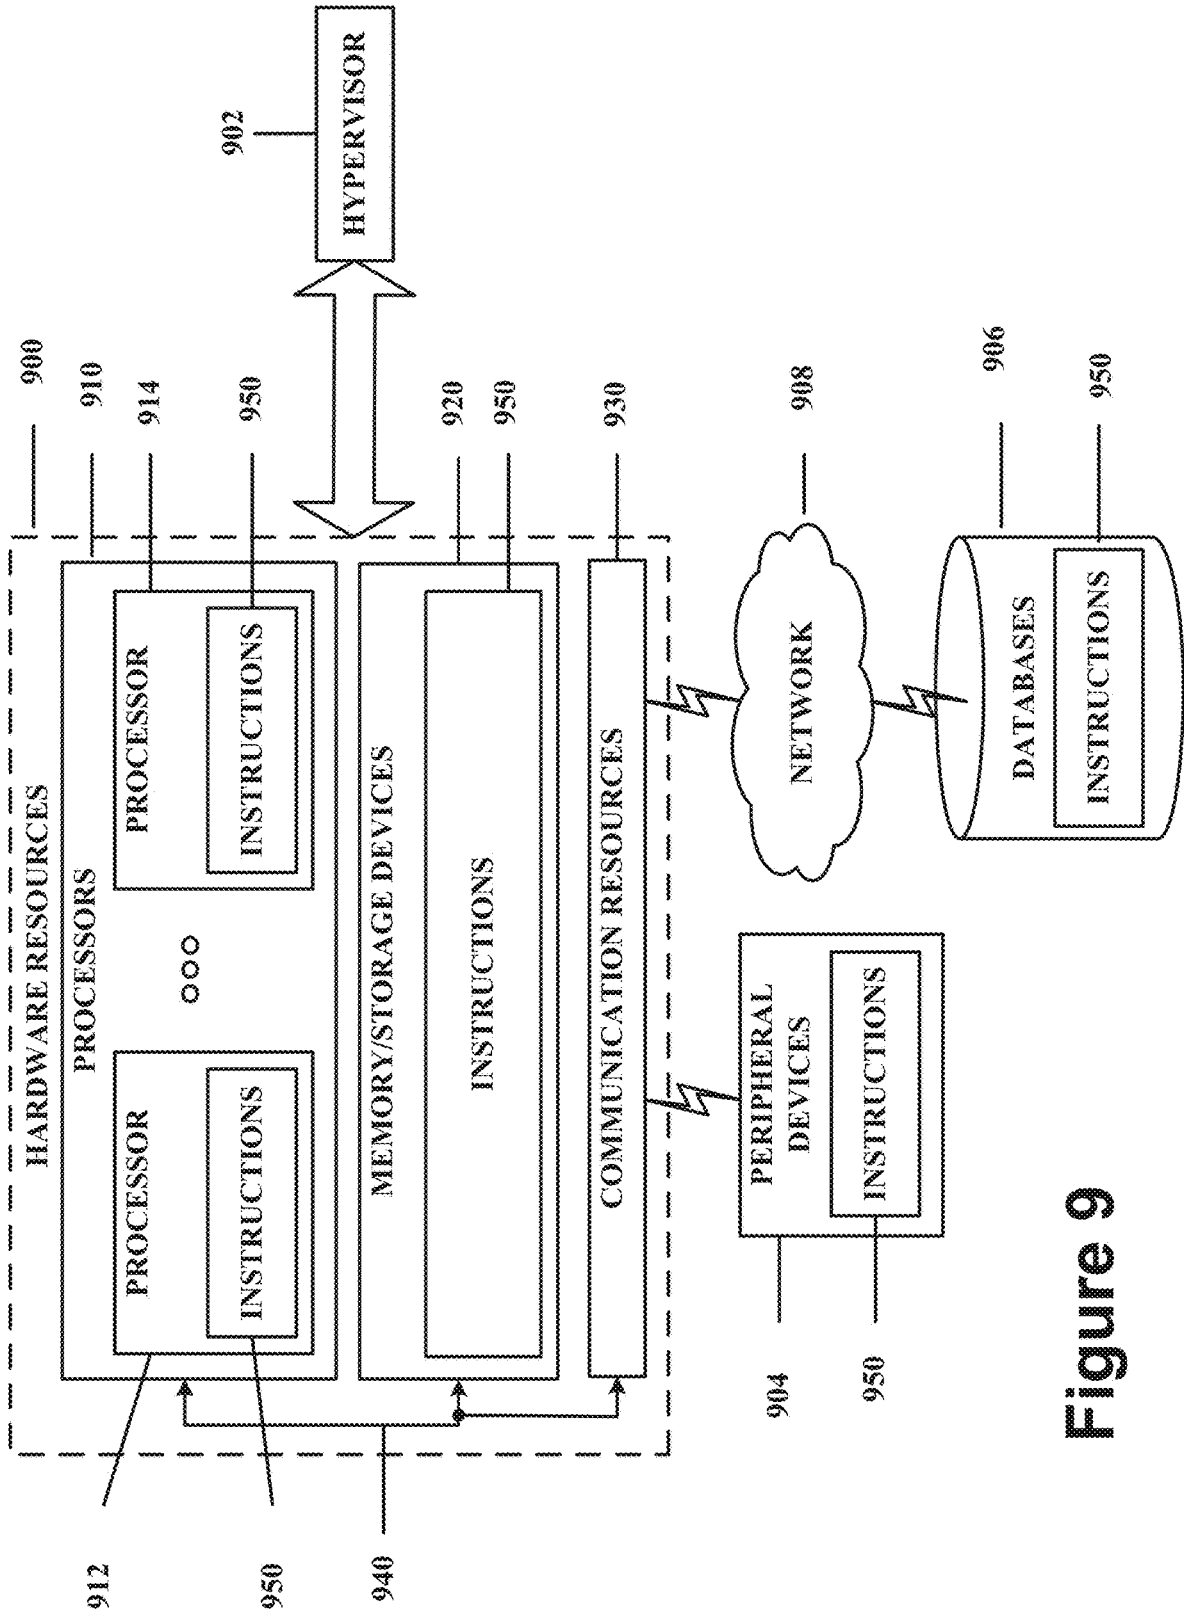 HARDWARE RESOURCES
900
PROCESSORS
910
912
PROCESSOR
PROCESSOR
914
950
INSTRUCTIONS
INSTRUCTIONS
950
902
HYPERVISOR
940
MEMORY/STORAGE DEVICES
920
INSTRUCTIONS
950
COMMUNICATION RESOURCES
930
904
PERIPHERAL
DEVICES
950
INSTRUCTIONS
NETWORK
908
DATABASES
906
INSTRUCTIONS
950
Figure 9